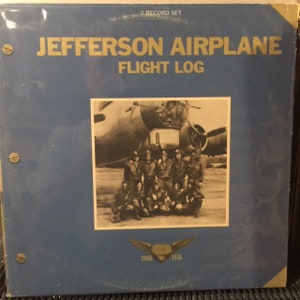 2 RECORD SET
JEFFERSON AIRPLANE
FLIGHT LOG
1966 1976